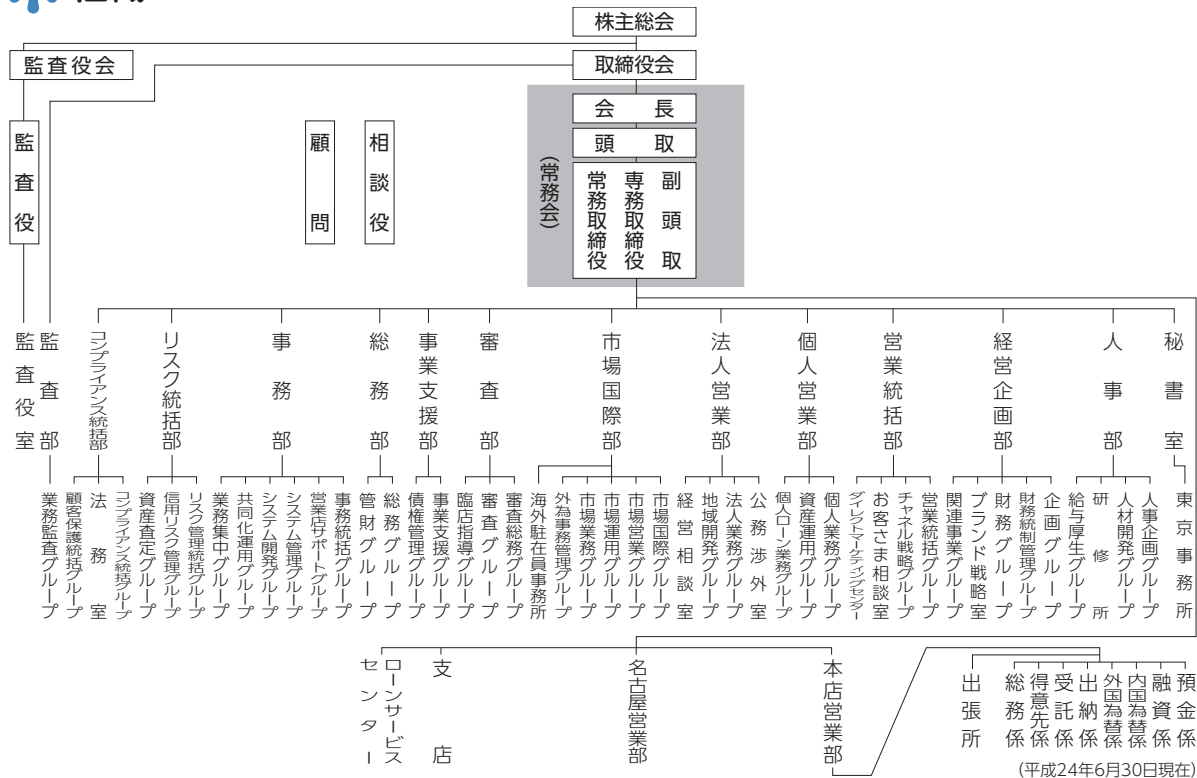 株主総会
監査役会
取締役会
会長
頭取
副頭取
専務取締役
常務取締役
(常務会)
監査役
顧問
相談役
監査役室
監査部
コンプライアンス統括部
リスク統括部
事務部
総務部
事業支援部
審査部
市場国際部
法人営業部
個人営業部
営業統括部
経営企画部
人事部
秘書室
業務監査グループ
顧客保護統括グループ
法務室
コンプライアンス統括グループ
資産査定グループ
信用リスク管理グループ
リスク管理統括グループ
業務集中グループ
共同化運用グループ
システム開発グループ
システム管理グループ
営業店サポートグループ
事務統括グループ
管財グループ
総務グループ
債権管理グループ
事業支援グループ
臨店指導グループ
審査グループ
審査総務グループ
海外駐在員事務所
外為事務管理グループ
市場業務グループ
市場運用グループ
市場営業グループ
市場国際グループ
経営相談室
地域開発グループ
法人業務グループ
公務渉外室
個人ローン業務グループ
資産運用グループ
個人業務グループ
ダイレクトマーケティングセンター
お客さま相談室
チャネル戦略グループ
営業統括グループ
関連事業グループ
ブランド戦略室
財務グループ
財務統制管理グループ
企画グループ
給与厚生グループ
研修所
人材開発グループ
人事企画グループ
東京事務所
ローンサービス
センター
支店
名古屋営業部
本店営業部
出張所
総務係
得意先係
受託係
出納係
外国為替係
内国為替係
融資係
預金係
(平成24年6月30日現在)